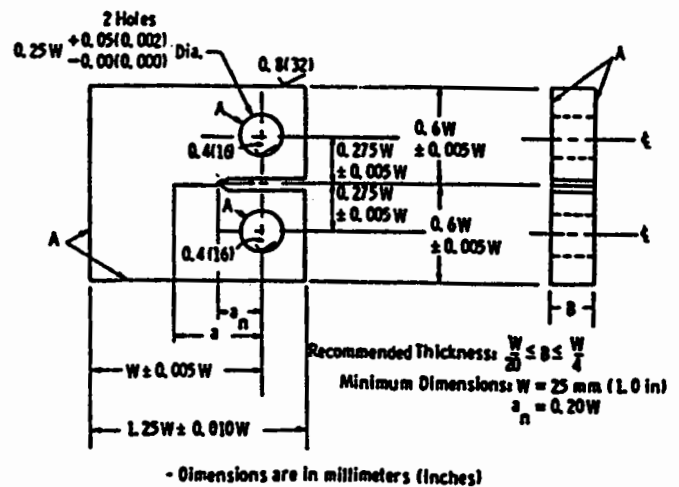 2 Holes
0.25W +0.05(0.002) -0.00(0.000) Dia.
0.8(32)
A
A
0.4(16)
0.6W
± 0.005W
0.275W
± 0.005W
0.275W
± 0.005W
A
A
0.4(16)
0.6W
± 0.005W
a n
a
B
W ± 0.005W
1.25W ± 0.010W
Recommended Thickness: W/20 ≤ B ≤ W/4
Minimum Dimensions: W = 25 mm (1.0 in)
a n = 0.20W
- Dimensions are in millimeters (Inches)